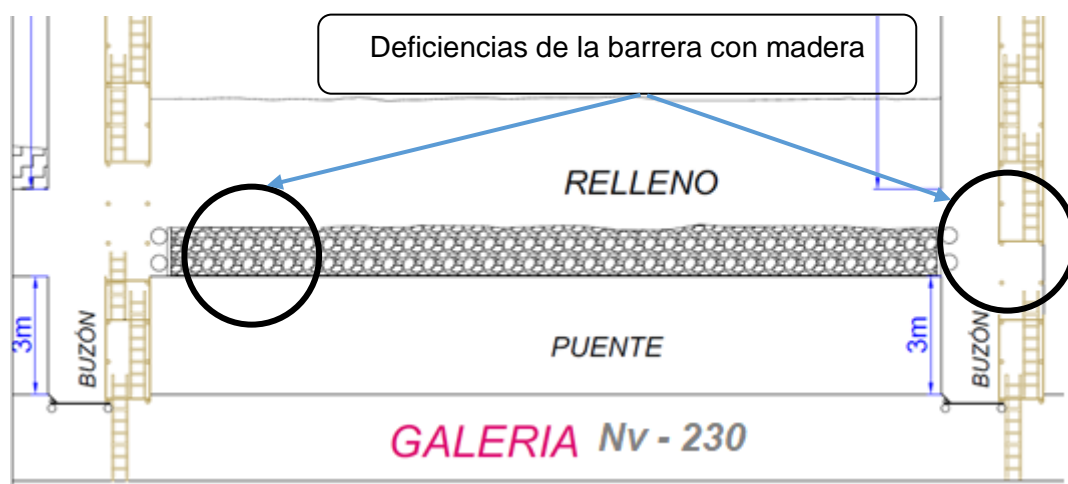 Deficiencias de la barrera con madera
RELLENO
3m
BUZÓN
PUENTE
3m
BUZÓN
GALERIA Nv - 230